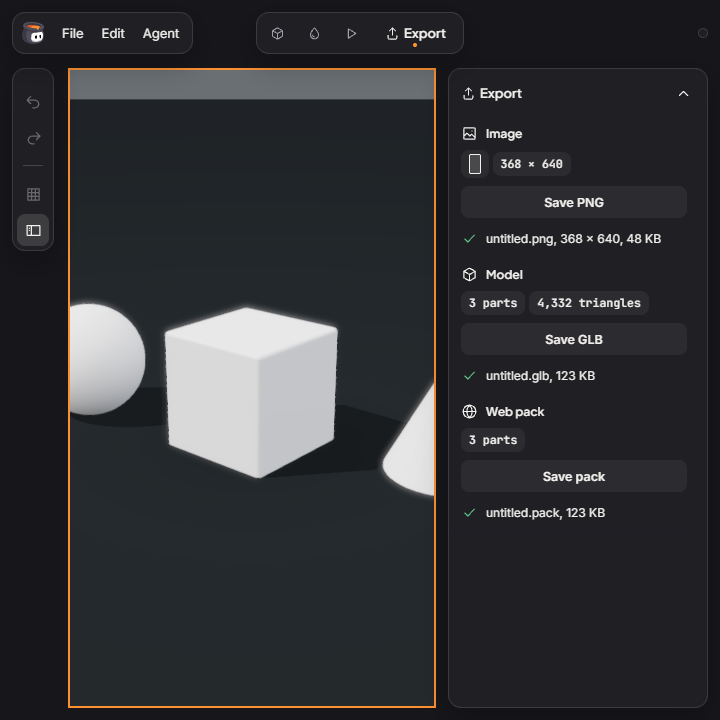 File Edit Agent Export
Export
Image
368 × 640
Save PNG
untitled.png, 368 × 640, 48 KB
Model
3 parts 4,332 triangles
Save GLB
untitled.glb, 123 KB
Web pack
3 parts
Save pack
untitled.pack, 123 KB